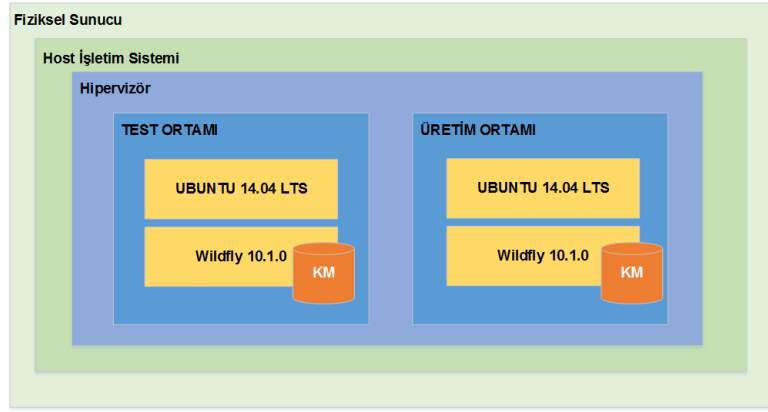 Fiziksel Sunucu
Host İşletim Sistemi
Hipervizör
TEST ORTAMI
UBUNTU 14.04 LTS
Wildfly 10.1.0
KM
ÜRETİM ORTAMI
UBUNTU 14.04 LTS
Wildfly 10.1.0
KM